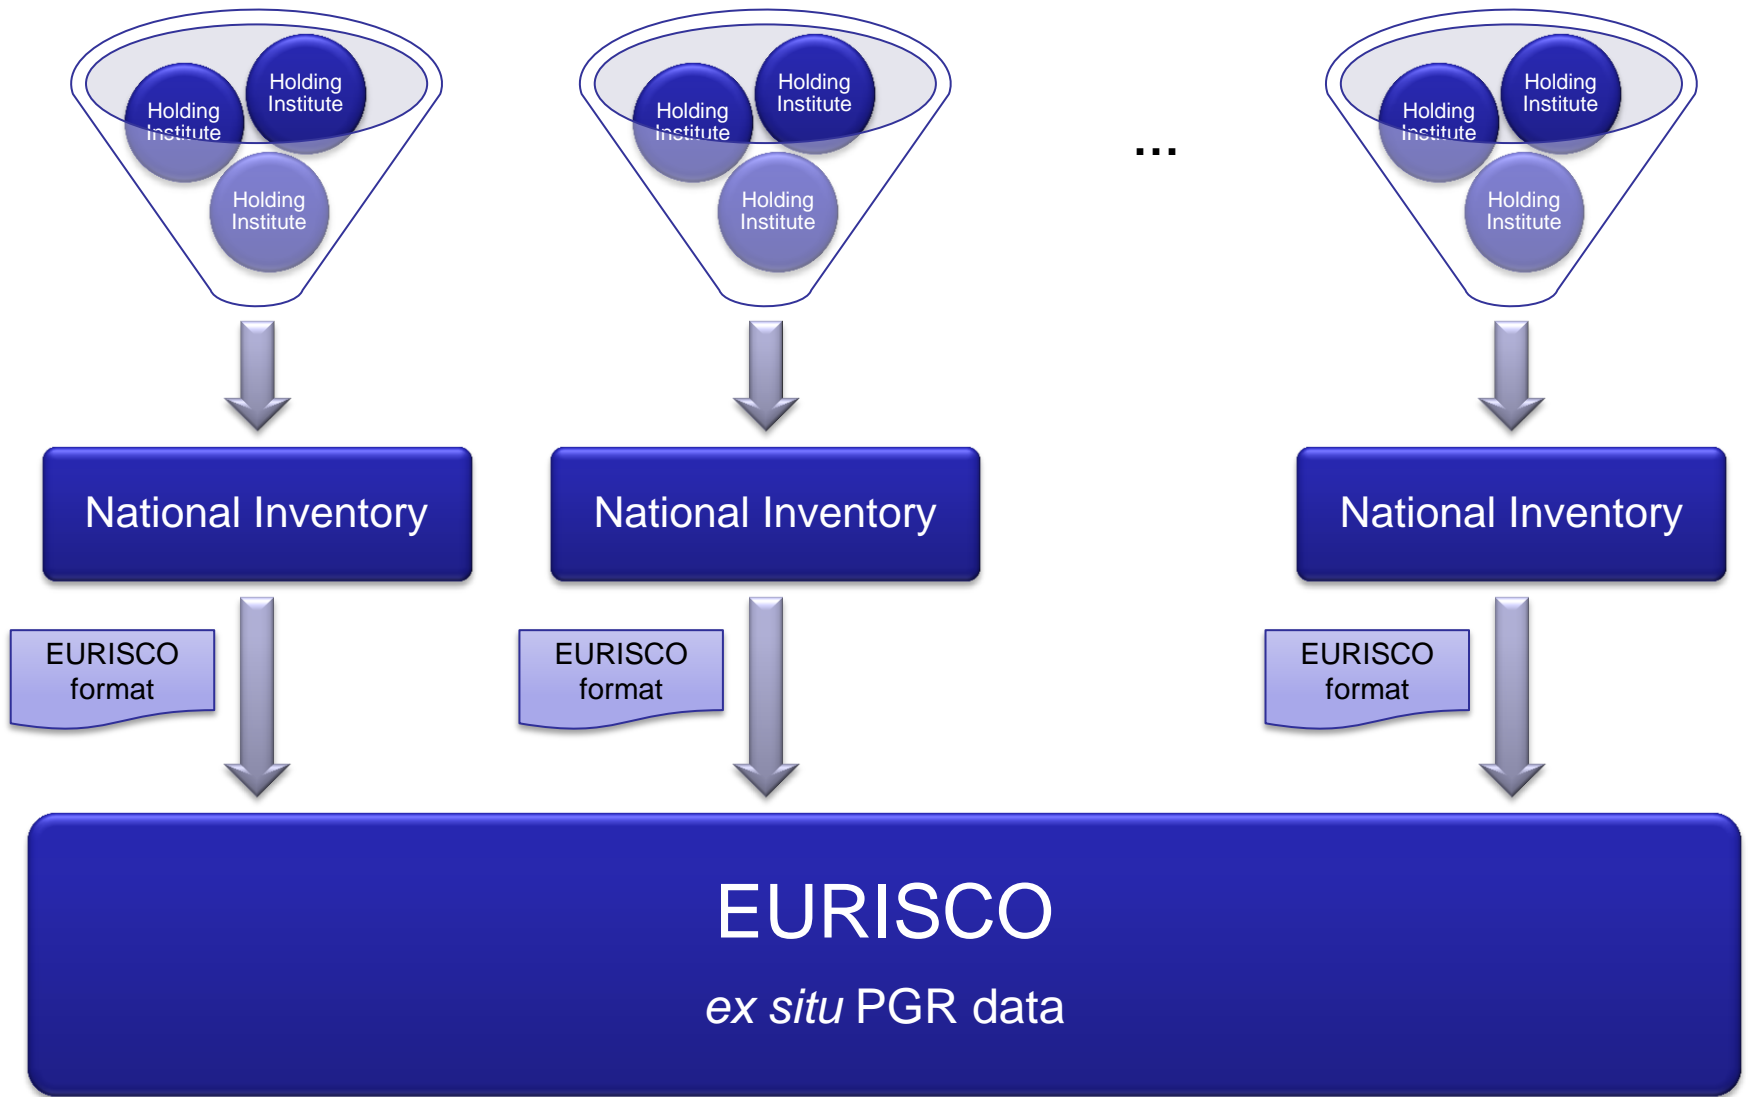 Holding
Institute
Holding
Institute
Holding
Institute
Holding
Institute
Holding
Institute
Holding
Institute
...
Holding
Institute
Holding
Institute
Holding
Institute
National Inventory
National Inventory
National Inventory
EURISCO
format
EURISCO
format
EURISCO
format
EURISCO
ex situ PGR data